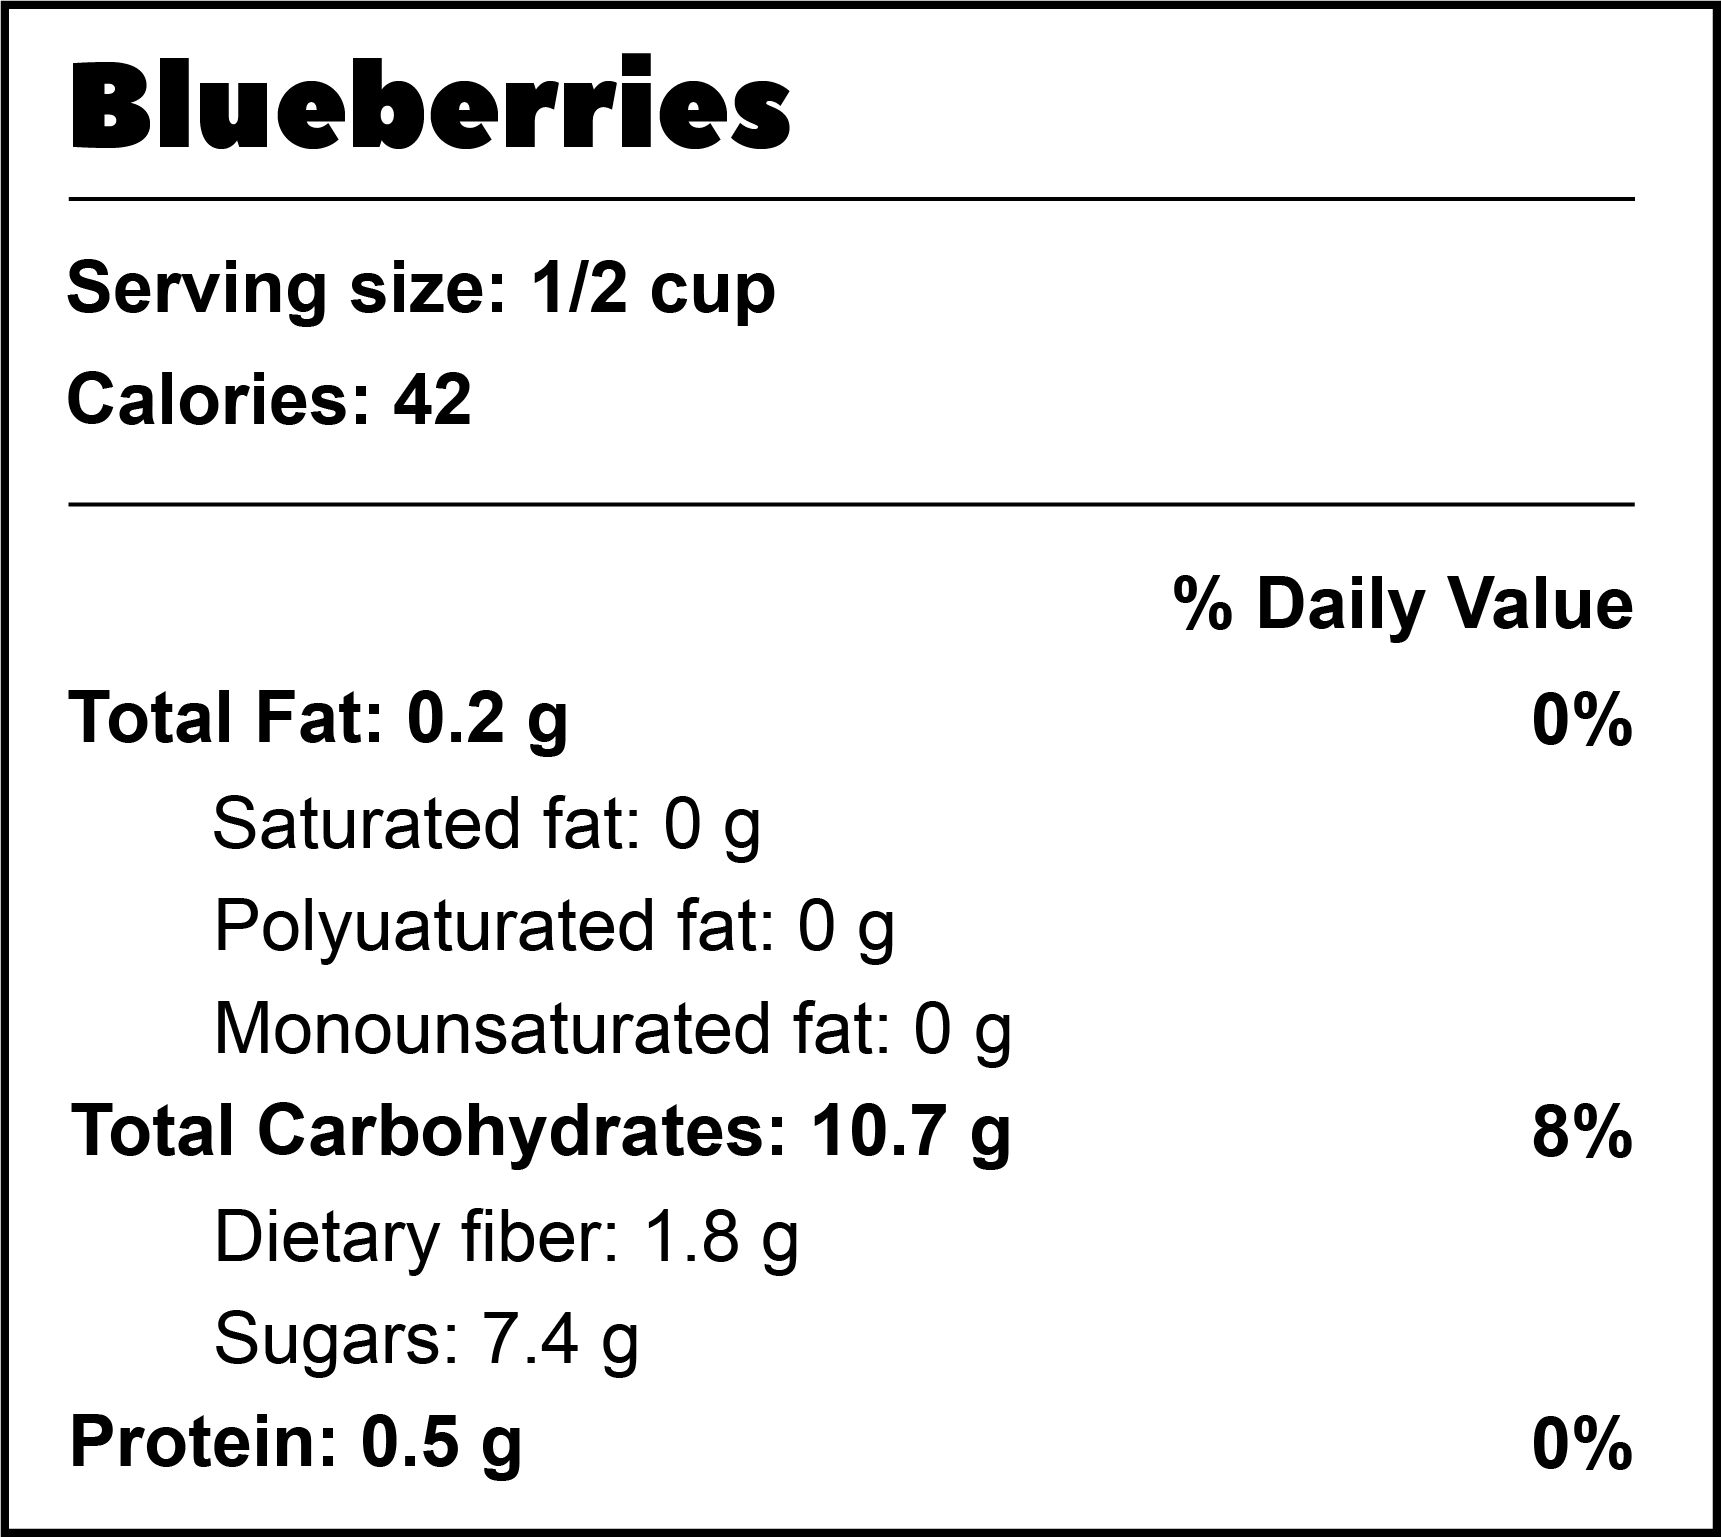 Blueberries
Serving size: 1/2 cup
Calories: 42
% Daily Value
Total Fat: 0.2 g 0%
Saturated fat: 0 g
Polyuaturated fat: 0 g
Monounsaturated fat: 0 g
Total Carbohydrates: 10.7 g 8%
Dietary fiber: 1.8 g
Sugars: 7.4 g
Protein: 0.5 g 0%